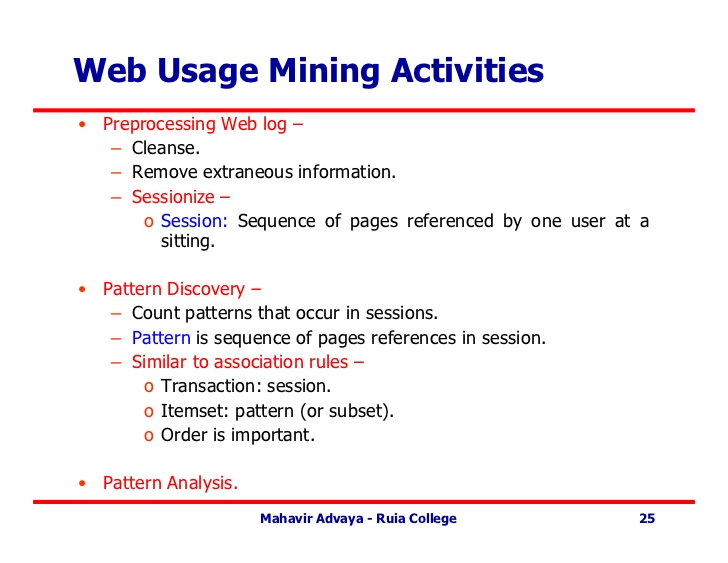 Web Usage Mining Activities
• Preprocessing Web log –
– Cleanse.
– Remove extraneous information.
– Sessionize –
o Session: Sequence of pages referenced by one user at a
sitting.
• Pattern Discovery –
– Count patterns that occur in sessions.
– Pattern is sequence of pages references in session.
– Similar to association rules –
o Transaction: session.
o Itemset: pattern (or subset).
o Order is important.
• Pattern Analysis.
Mahavir Advaya - Ruia College 25